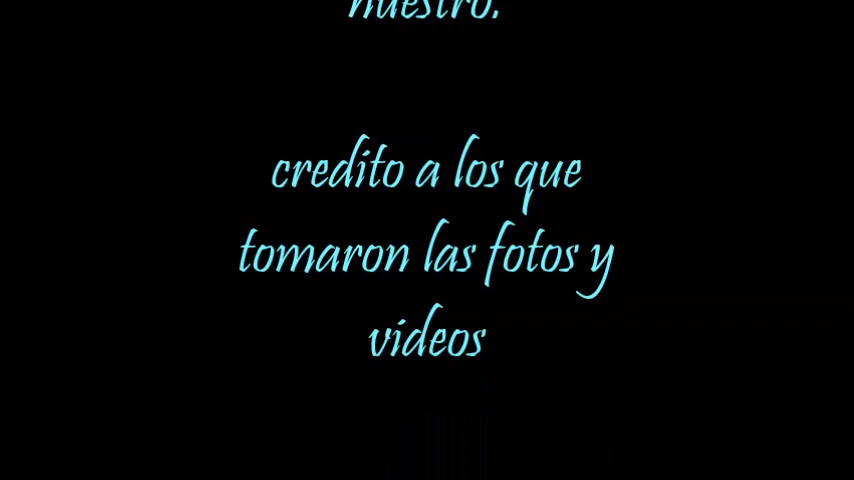 nuestro.
credito a los que
tomaron las fotos y
videos